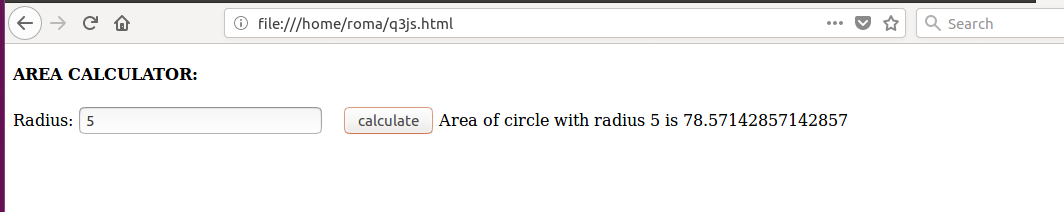 file:///home/roma/q3js.html
Search
AREA CALCULATOR:
Radius: 5 calculate Area of circle with radius 5 is 78.57142857142857